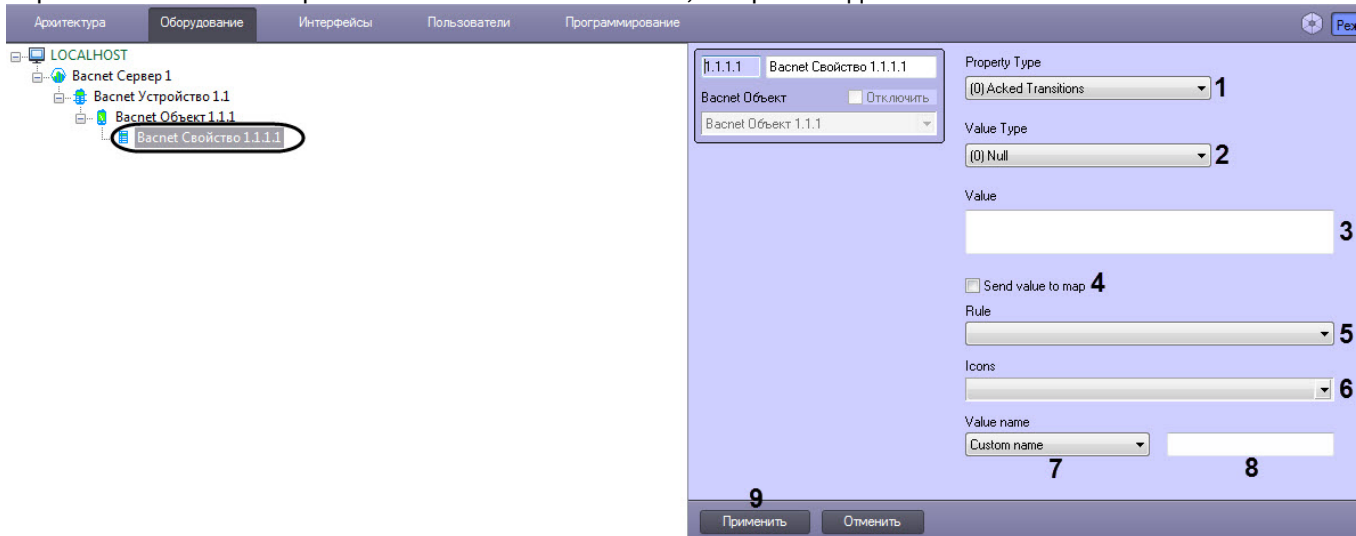 Архитектура Оборудование Интерфейсы Пользователи Программирование
LOCALHOST
Bacnet Сервер 1
Bacnet Устройство 1.1
Bacnet Объект 1.1.1
Bacnet Свойство 1.1.1.1
1.1.1.1 Bacnet Свойство 1.1.1.1
Bacnet Объект Отключить
Bacnet Объект 1.1.1
Property Type
(0) Acked Transitions 1
Value Type
(0) Null 2
Value
3
Send value to map 4
Rule
5
Icons
6
Value name
Custom name
7 8
9
Применить Отменить